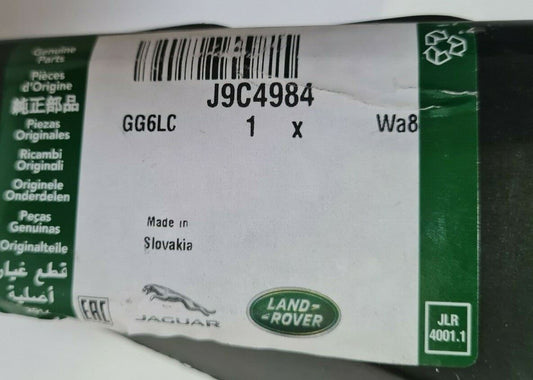 Genuine
Parts
Pièces
d'Origine
純正部品
Piezas
Originales
Ricambi
Originali
Originele
Onderdelen
Peças
Genuinas
Originalteile
قطع غيار
أصلية
EAC
J9C4984
GG6LC 1 x Wa8
Made in
Slovakia
JAGUAR
LAND-
-ROVER
JLR
4001.1